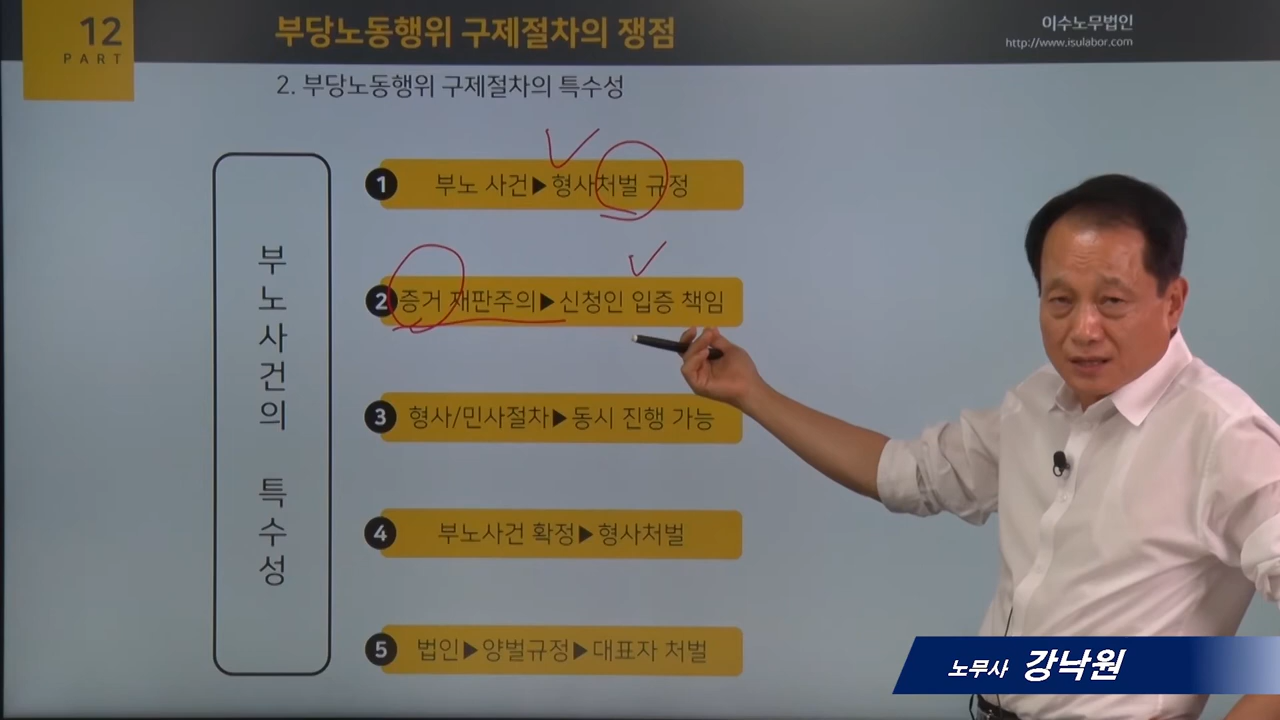 12
PART
부당노동행위 구제절차의 쟁점
이수노무법인
http://www.isulabor.com
2. 부당노동행위 구제절차의 특수성
부노사건의 특수성
1 부노 사건▶형사처벌 규정
2 증거 재판주의▶신청인 입증 책임
3 형사/민사절차▶동시 진행 가능
4 부노사건 확정▶형사처벌
5 법인▶양벌규정▶대표자 처벌
노무사 강낙원